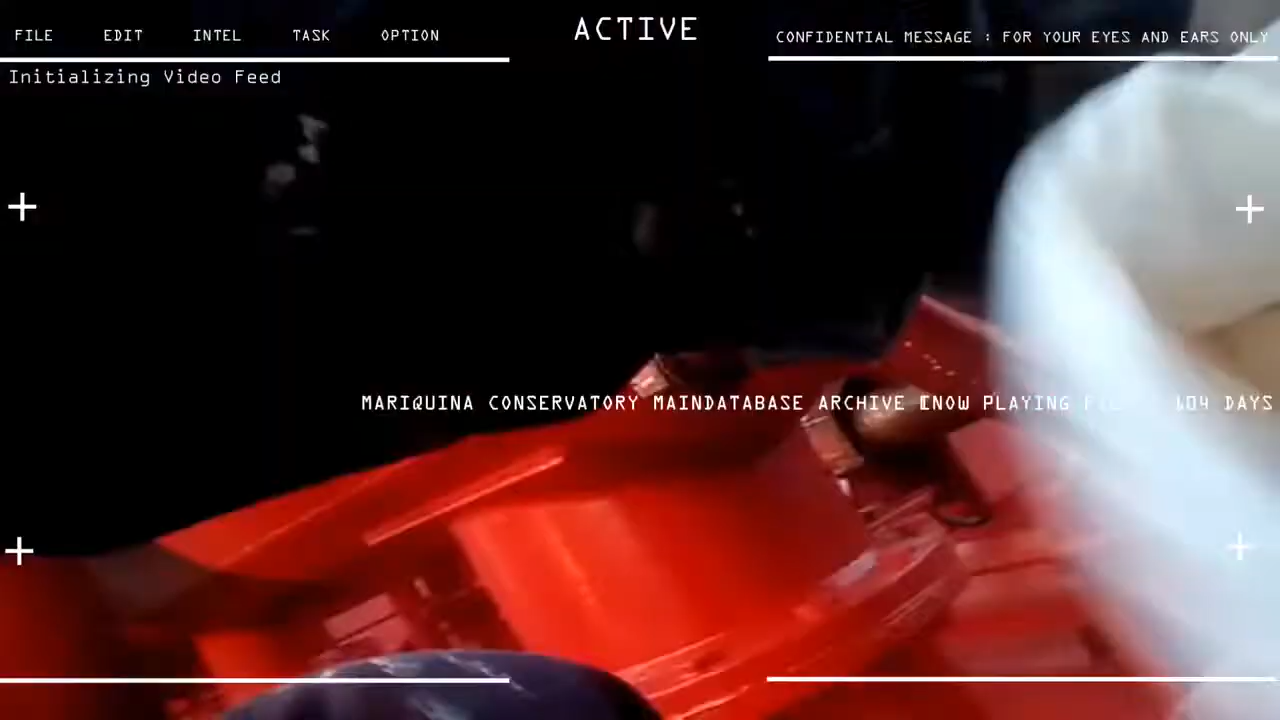 FILE EDIT INTEL TASK OPTION
ACTIVE
CONFIDENTIAL MESSAGE : FOR YOUR EYES AND EARS ONLY
Initializing Video Feed
MARIQUINA CONSERVATORY MAINDATABASE ARCHIVE [NOW PLAYING DAYS